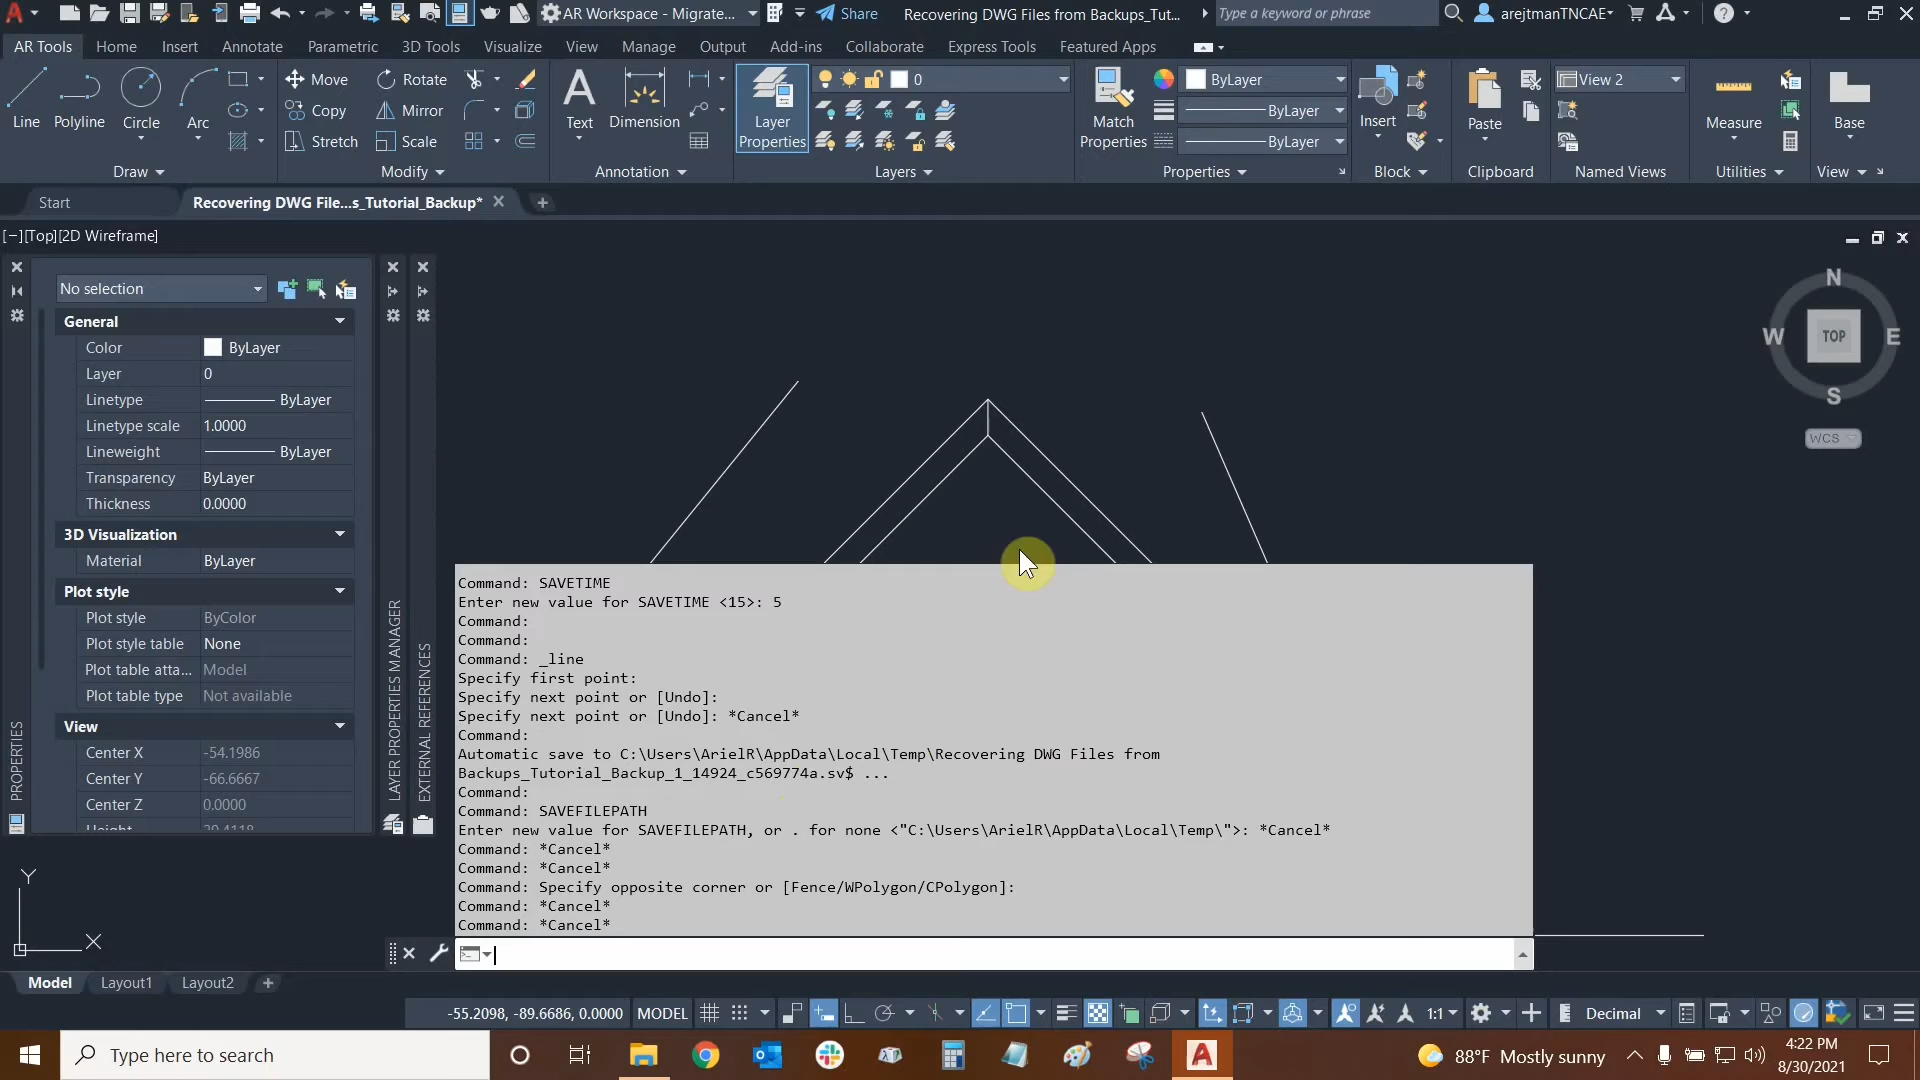 AR Workspace - Migrate...
Share
Recovering DWG Files from Backups_Tut...
Type a keyword or phrase
arejtmanTNCAE
AR Tools
Home
Insert
Annotate
Parametric
3D Tools
Visualize
View
Manage
Output
Add-ins
Collaborate
Express Tools
Featured Apps
Line
Polyline
Circle
Arc
Move
Rotate
Copy
Mirror
Stretch
Scale
Text
Dimension
Layer Properties
0
Match Properties
ByLayer
ByLayer
ByLayer
Insert
Paste
View 2
Measure
Base
Draw
Modify
Annotation
Layers
Properties
Block
Clipboard
Named Views
Utilities
View
Start
Recovering DWG File...s_Tutorial_Backup*
[−][Top][2D Wireframe]
No selection
General
Color ByLayer
Layer 0
Linetype ByLayer
Linetype scale 1.0000
Lineweight ByLayer
Transparency ByLayer
Thickness 0.0000
3D Visualization
Material ByLayer
Plot style
Plot style ByColor
Plot style table None
Plot table atta... Model
Plot table type Not available
View
Center X -54.1986
Center Y -66.6667
Center Z 0.0000
PROPERTIES
LAYER PROPERTIES MANAGER
EXTERNAL REFERENCES
N
W
TOP
E
S
WCS
Command: SAVETIME
Enter new value for SAVETIME <15>: 5
Command:
Command:
Command: _line
Specify first point:
Specify next point or [Undo]:
Specify next point or [Undo]: *Cancel*
Command:
Automatic save to C:\Users\ArielR\AppData\Local\Temp\Recovering DWG Files from
Backups_Tutorial_Backup_1_14924_c569774a.sv$ ...
Command:
Command: SAVEFILEPATH
Enter new value for SAVEFILEPATH, or . for none <"C:\Users\ArielR\AppData\Local\Temp\">: *Cancel*
Command: *Cancel*
Command: *Cancel*
Command: Specify opposite corner or [Fence/WPolygon/CPolygon]:
Command: *Cancel*
Command: *Cancel*
Y
X
Model
Layout1
Layout2
-55.2098, -89.6686, 0.0000
MODEL
1:1
Decimal
Type here to search
88°F Mostly sunny
4:22 PM
8/30/2021